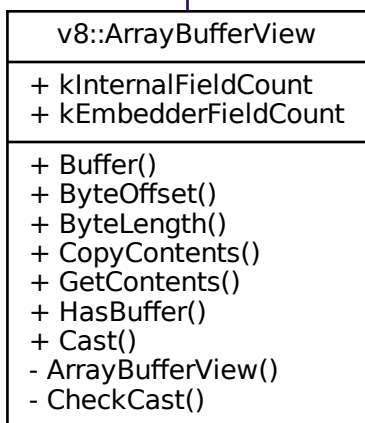 v8::ArrayBufferView
+ kInternalFieldCount
+ kEmbedderFieldCount
+ Buffer()
+ ByteOffset()
+ ByteLength()
+ CopyContents()
+ GetContents()
+ HasBuffer()
+ Cast()
- ArrayBufferView()
- CheckCast()